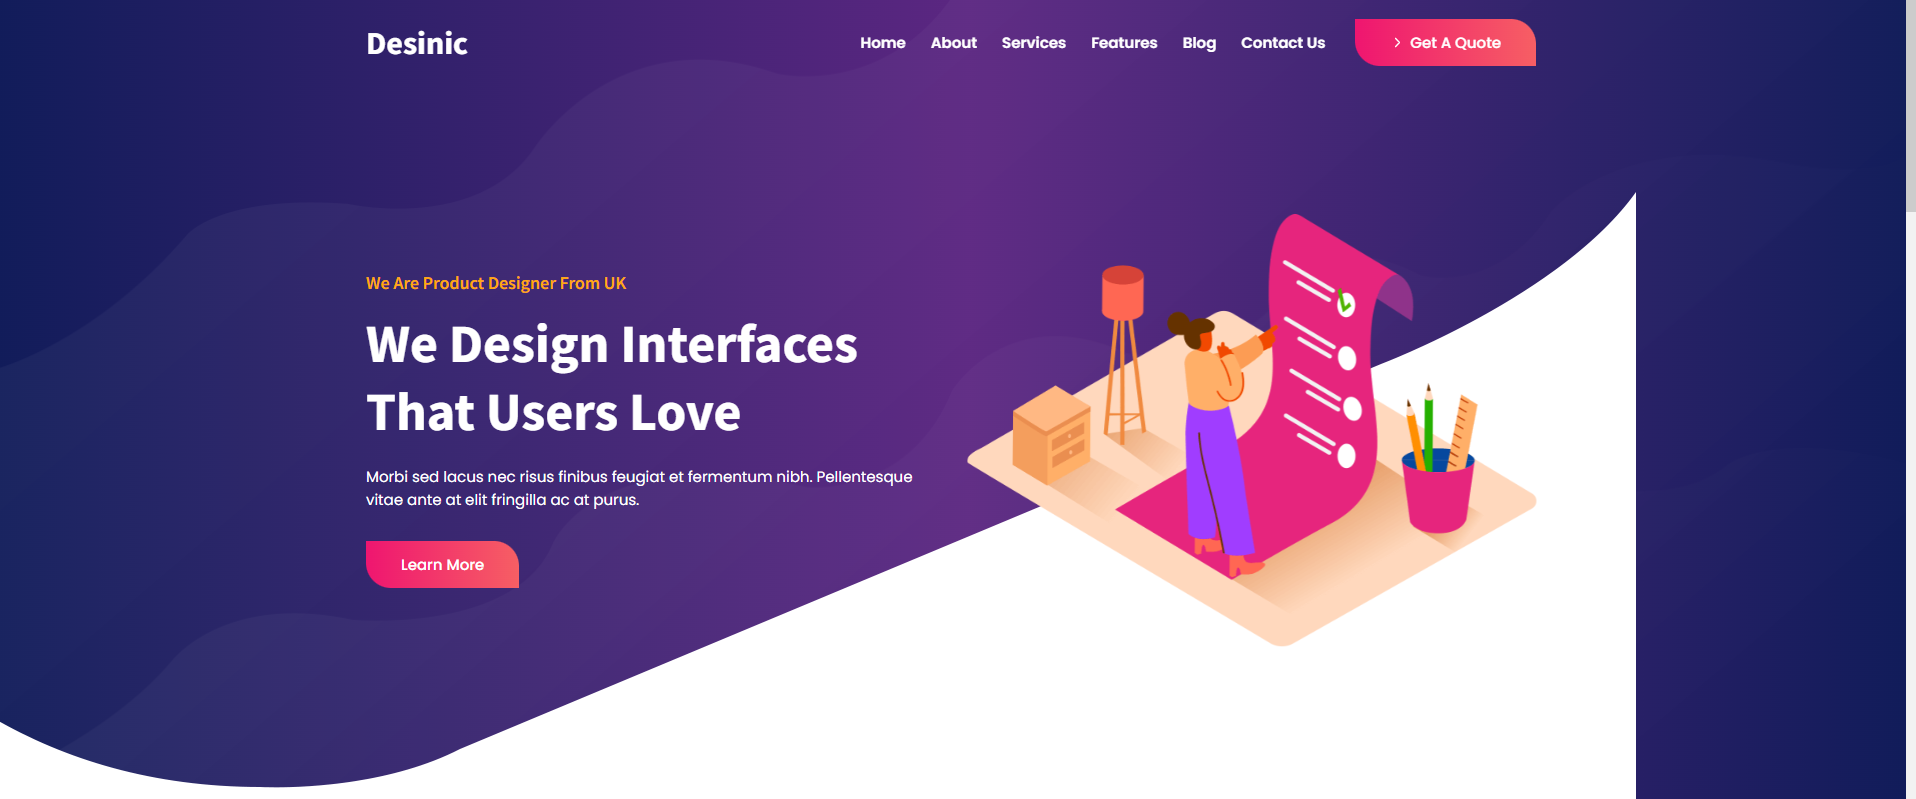 Desinic
Home About Services Features Blog Contact Us Get A Quote
We Are Product Designer From UK
We Design Interfaces
That Users Love
Morbi sed lacus nec risus finibus feugiat et fermentum nibh. Pellentesque
vitae ante at elit fringilla ac at purus.
Learn More